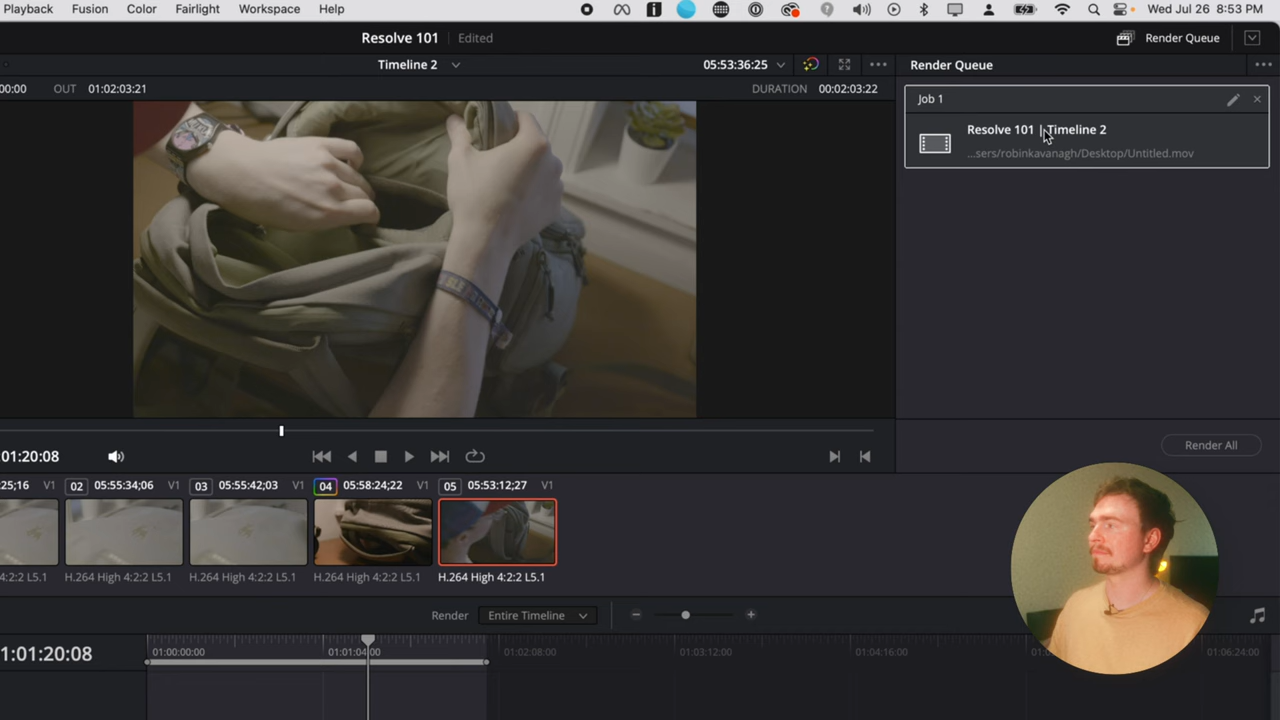 Playback Fusion Color Fairlight Workspace Help Wed Jul 26 8:53 PM
Resolve 101 Edited Render Queue
Timeline 2 05:53:36:25 Render Queue
00:00 OUT 01:02:03:21 DURATION 00:02:03:22
Job 1
Resolve 101 | Timeline 2
...sers/robinkavanagh/Desktop/Untitled.mov
Render All
01:20:08
25;16 V1 02 05:55:34;06 V1 03 05:55:42;03 V1 04 05:58:24;22 V1 05 05:53:12;27 V1
4:2:2 L5.1 H.264 High 4:2:2 L5.1 H.264 High 4:2:2 L5.1 H.264 High 4:2:2 L5.1 H.264 High 4:2:2 L5.1
Render Entire Timeline
1:01:20:08 01:00:00:00 01:01:04:00 01:02:08:00 01:03:12:00 01:04:16:00 01:06:24:00